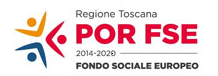 Regione Toscana
POR FSE
2014-2020
FONDO SOCIALE EUROPEO